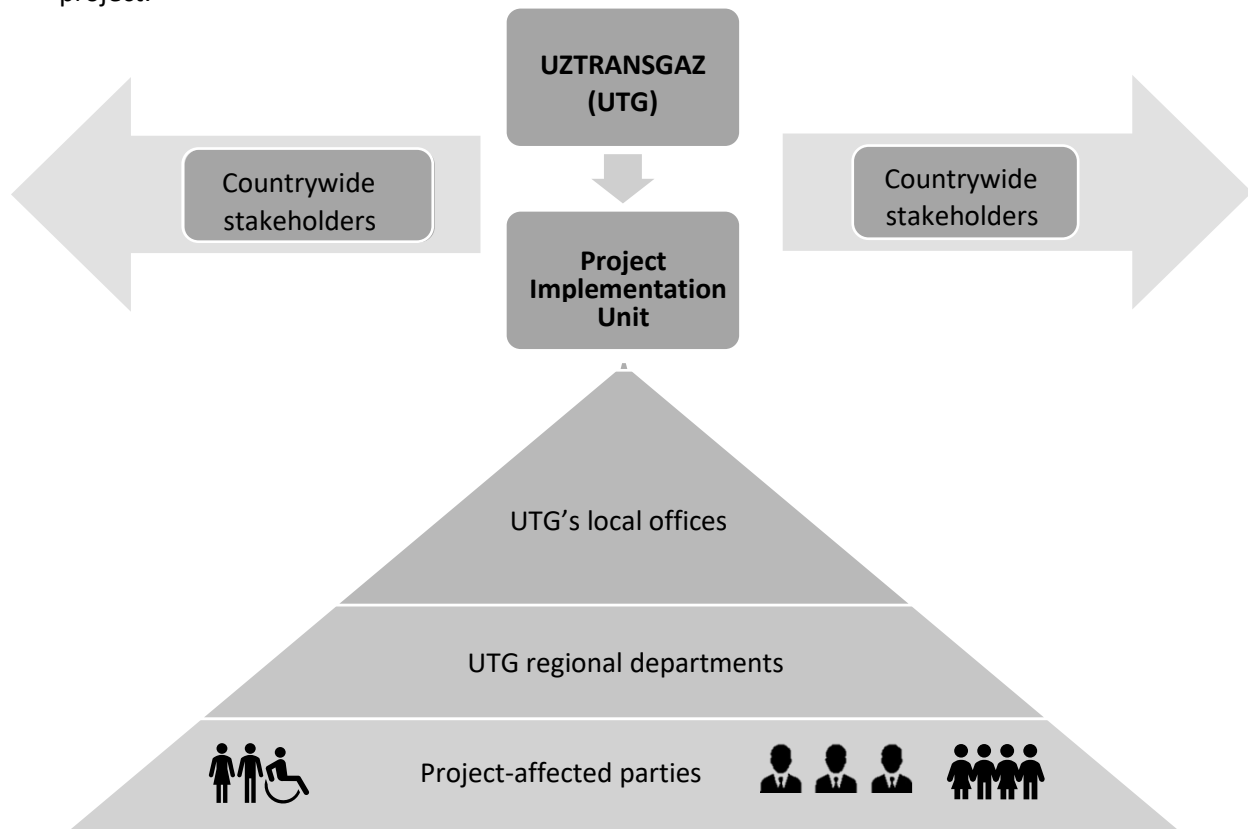 project.
UZTRANSGAZ
(UTG)
Countrywide
stakeholders
Countrywide
stakeholders
Project
Implementation
Unit
UTG’s local offices
UTG regional departments
Project-affected parties